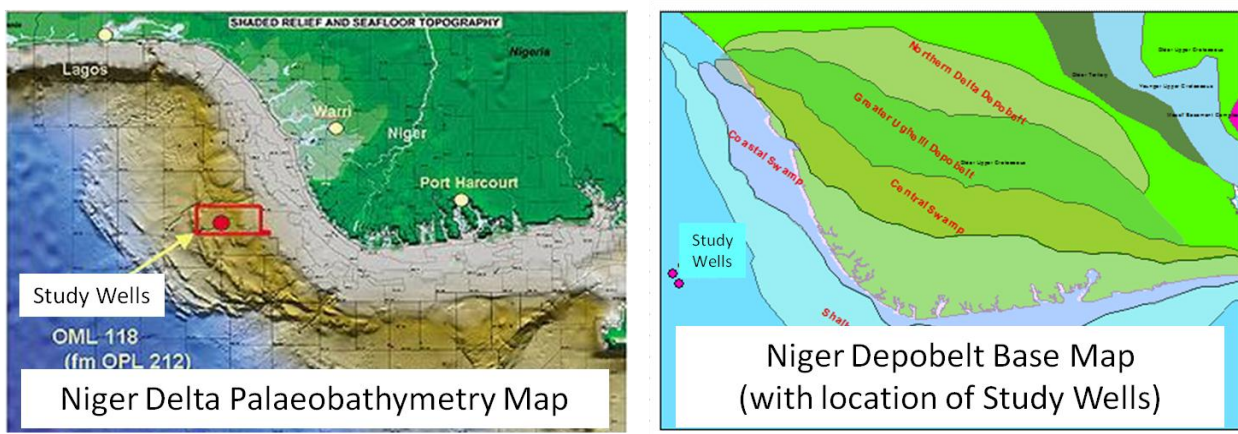 SHADED RELIEF AND SEAFLOOR TOPOGRAPHY
Lagos
Nigeria
Warri
Niger
Port Harcourt
Study Wells
OML 118
(fm OPL 212)
Niger Delta Palaeobathymetry Map
Northern Delta Depobelt
Greater Ughelli Depobelt
Central Swamp
Coastal Swamp
Study
Wells
Niger Depobelt Base Map
(with location of Study Wells)